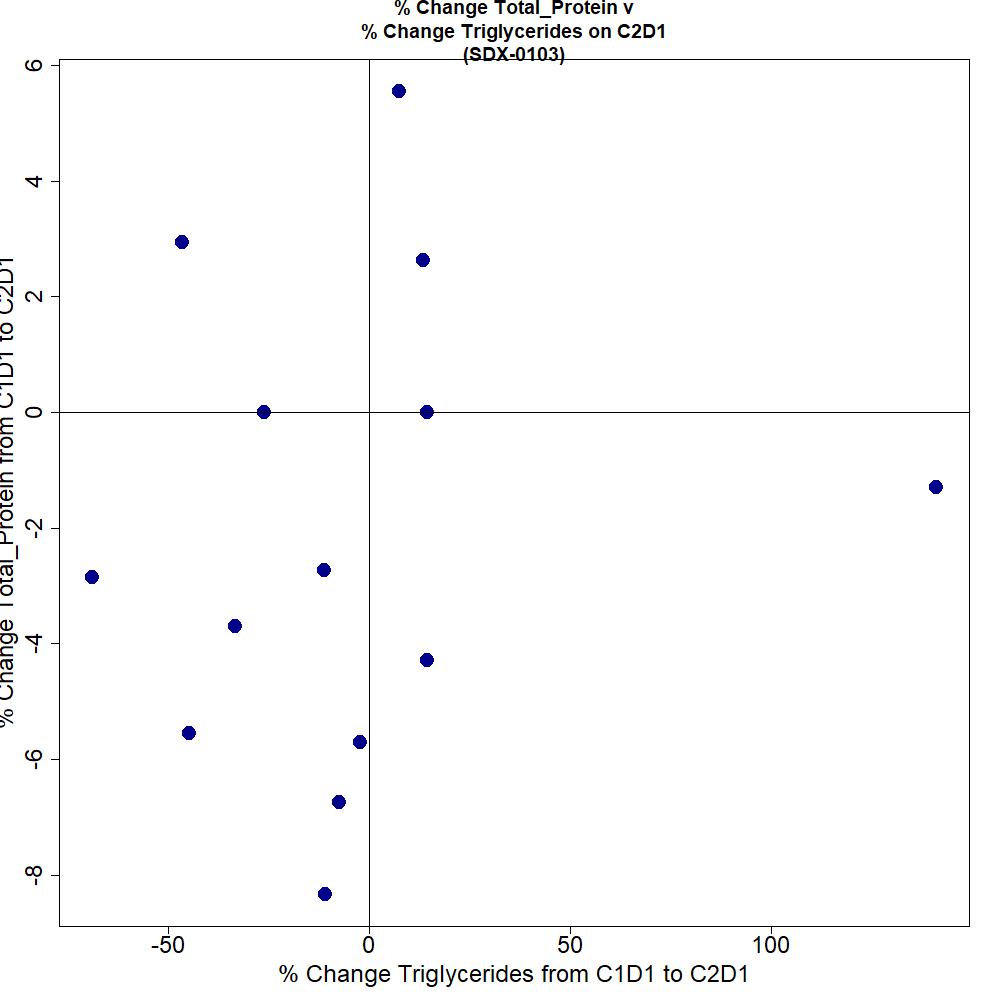 % Change Total_Protein v
% Change Triglycerides on C2D1
(SDX-0103)
6
4
2
0
-2
-4
-6
-8
% Change Total_Protein from C1D1 to C2D1
-50
0
50
100
% Change Triglycerides from C1D1 to C2D1